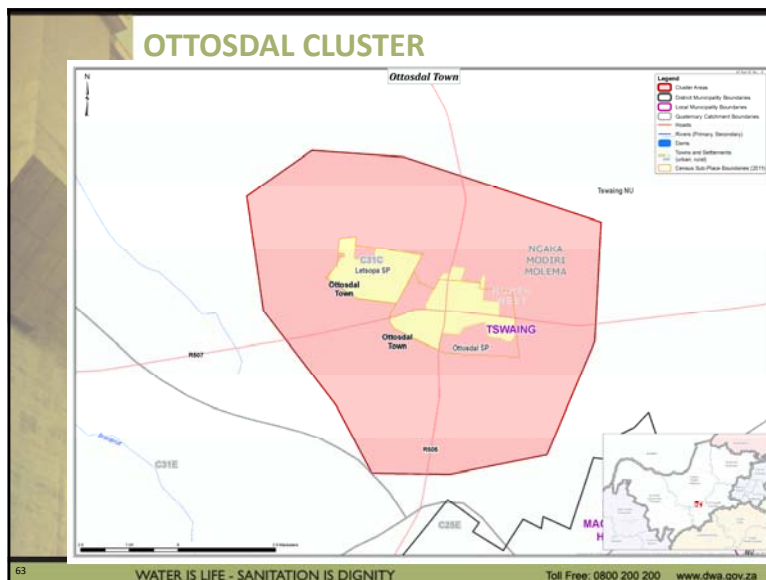 OTTOSDAL CLUSTER
Ottosdal Town
N
Legend
Cluster Areas
District Municipality Boundaries
Local Municipality Boundaries
Quaternary Catchment Boundaries
Roads
Rivers (Primary, Secondary)
Dams
Towns and Settlements
(urban, rural)
Census Sub-Place Boundaries (2011)
Tswaing NU
NGAKA
MODIRI
MOLEMA
C31C
Letsopa SP
Ottosdal
Town
NORTH
WEST
TSWAING
Ottosdal
Town
Ottosdal SP
R507
R505
C31E
C25E
63
WATER IS LIFE - SANITATION IS DIGNITY
Toll Free: 0800 200 200
www.dwa.gov.za